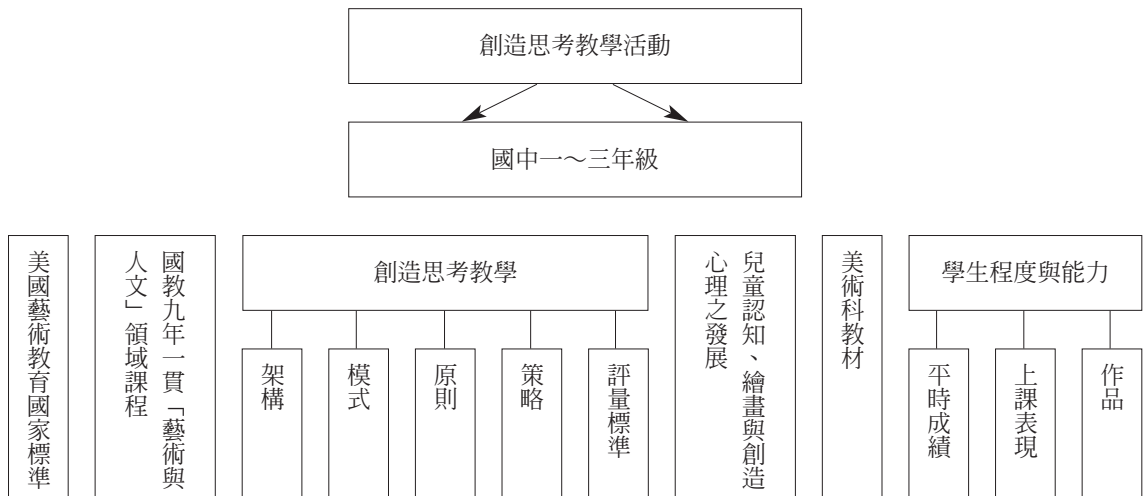 創造思考教學活動
國中一～三年級
美國藝術教育國家標準
國教九年一貫「藝術與
人文」領域課程
創造思考教學
架構
模式
原則
策略
評量標準
兒童認知、繪畫與創造
心理之發展
美術科教材
學生程度與能力
平時成績
上課表現
作品